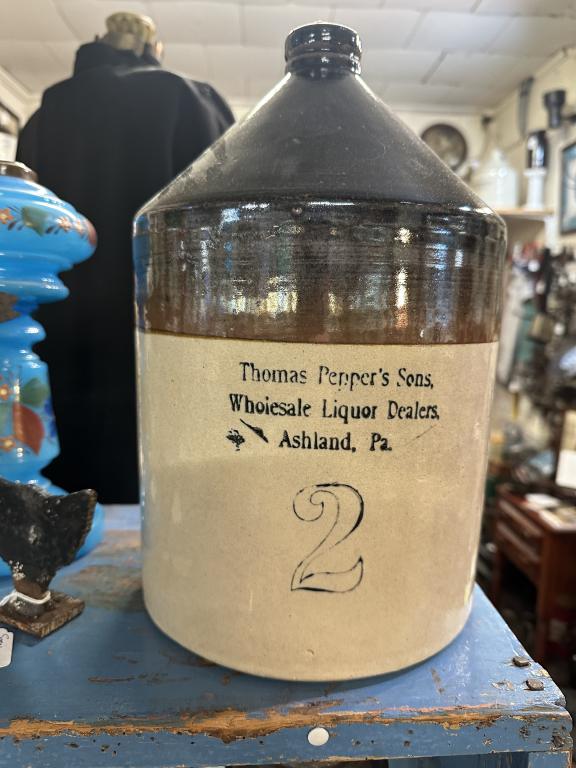 Thomas Pepper's Sons,
Wholesale Liquor Dealers,
Ashland, Pa.
2